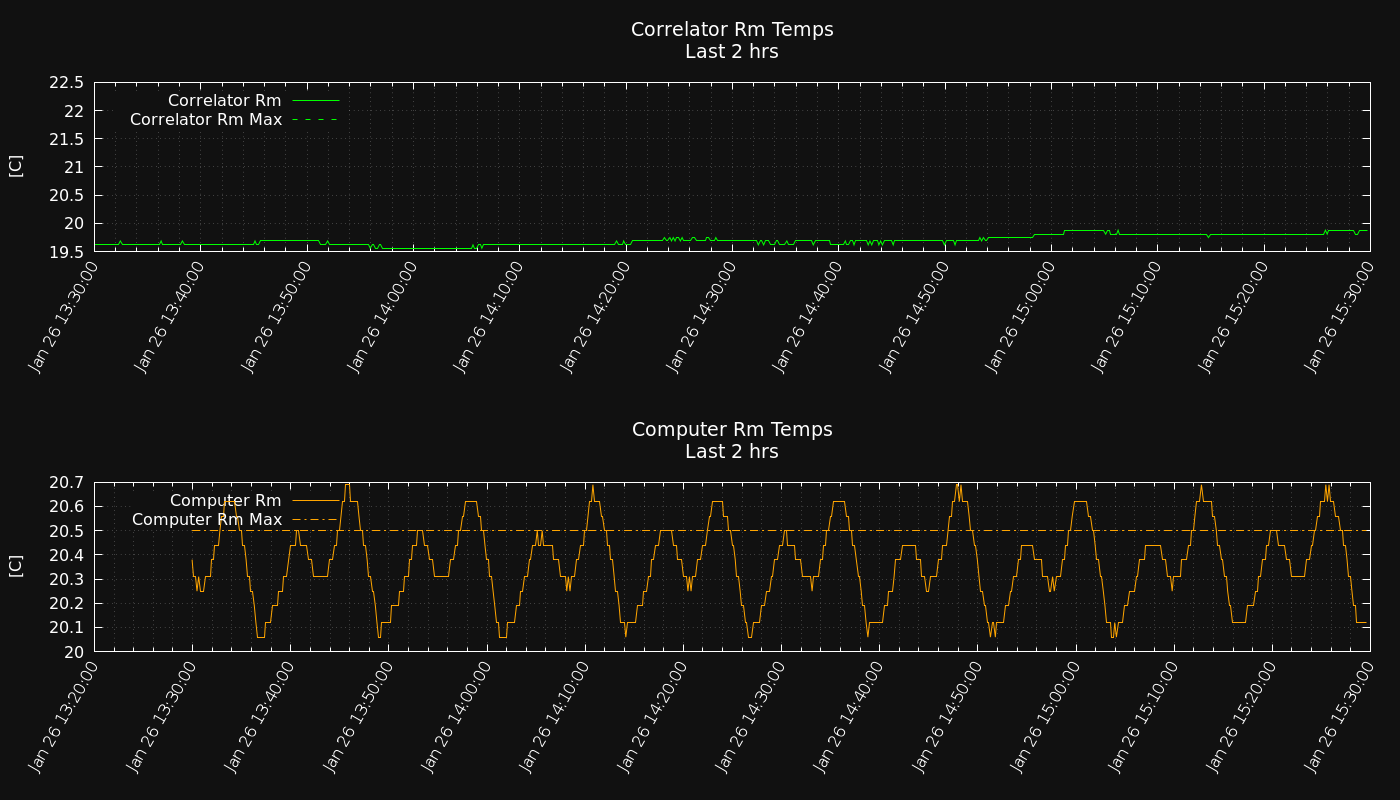 Correlator Rm Temps
Last 2 hrs
22.5
22
21.5
21
20.5
20
19.5
[C]
Correlator Rm
Correlator Rm Max
Jan 26 13:30:00
Jan 26 13:40:00
Jan 26 13:50:00
Jan 26 14:00:00
Jan 26 14:10:00
Jan 26 14:20:00
Jan 26 14:30:00
Jan 26 14:40:00
Jan 26 14:50:00
Jan 26 15:00:00
Jan 26 15:10:00
Jan 26 15:20:00
Jan 26 15:30:00
Computer Rm Temps
Last 2 hrs
20.7
20.6
20.5
20.4
20.3
20.2
20.1
20
[C]
Computer Rm
Computer Rm Max
Jan 26 13:20:00
Jan 26 13:30:00
Jan 26 13:40:00
Jan 26 13:50:00
Jan 26 14:00:00
Jan 26 14:10:00
Jan 26 14:20:00
Jan 26 14:30:00
Jan 26 14:40:00
Jan 26 14:50:00
Jan 26 15:00:00
Jan 26 15:10:00
Jan 26 15:20:00
Jan 26 15:30:00